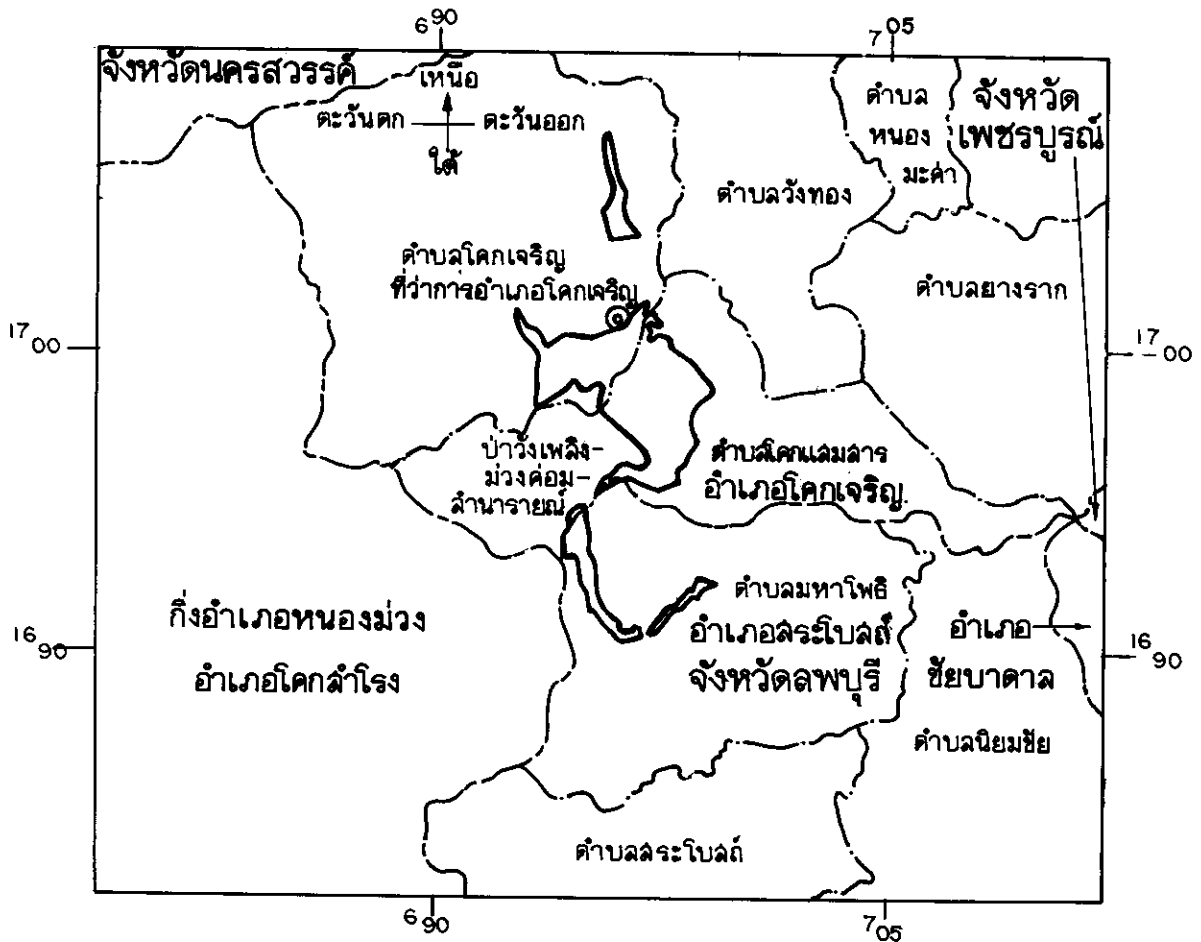 ⁶90
⁷05
จังหวัดนครสวรรค์
เหนือ
ตะวันตก
ตะวันออก
ใต้
ตำบล
หนอง
มะค่า
จังหวัด
เพชรบูรณ์
ตำบลวังทอง
ตำบลโคกเจริญ
ที่ว่าการอำเภอโคกเจริญ
ตำบลยางราก
¹⁷00
¹⁷00
ป่าวังเพลิง-
ม่วงค่อม-
ลำนารายณ์
ตำบลโคกแสมสาร
อำเภอโคกเจริญ
กิ่งอำเภอหนองม่วง
อำเภอโคกสำโรง
ตำบลมหาโพธิ
อำเภอสระโบสถ์
จังหวัดลพบุรี
อำเภอ
ชัยบาดาล
ตำบลนิยมชัย
¹⁶90
¹⁶90
ตำบลสระโบสถ์
⁶90
⁷05